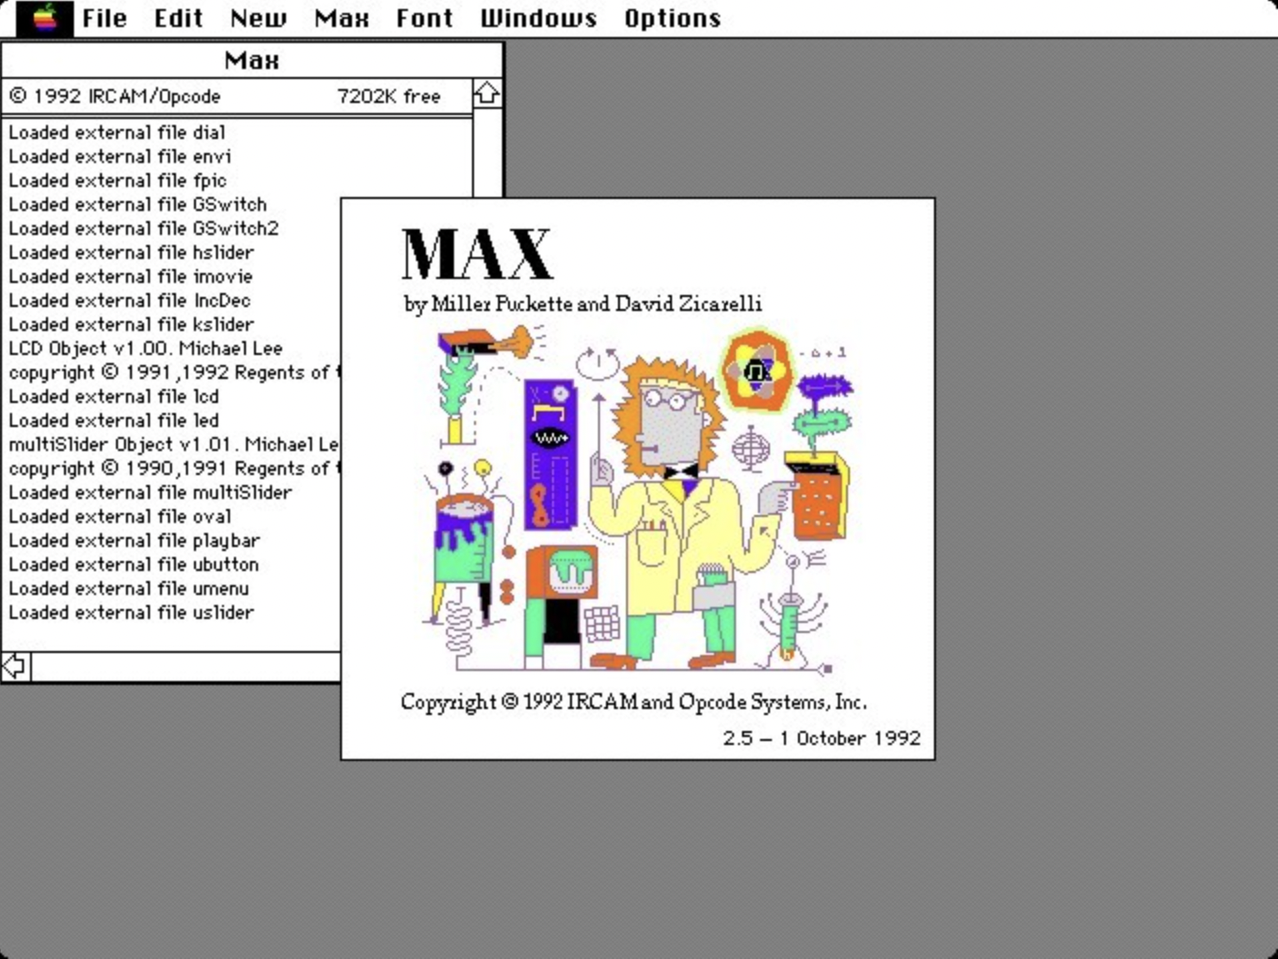 File Edit New Max Font Windows Options
Max
© 1992 IRCAM/Opcode 7202K free
Loaded external file dial
Loaded external file envi
Loaded external file fpic
Loaded external file GSwitch
Loaded external file GSwitch2
Loaded external file hslider
Loaded external file imovie
Loaded external file IncDec
Loaded external file kslider
LCD Object v1.00. Michael Lee
copyright © 1991,1992 Regents of
Loaded external file lcd
Loaded external file led
multiSlider Object v1.01. Michael Le
copyright © 1990,1991 Regents of
Loaded external file multiSlider
Loaded external file oval
Loaded external file playbar
Loaded external file ubutton
Loaded external file umenu
Loaded external file uslider
MAX
by Miller Puckette and David Zicarelli
Copyright © 1992 IRCAM and Opcode Systems, Inc.
2.5 – 1 October 1992